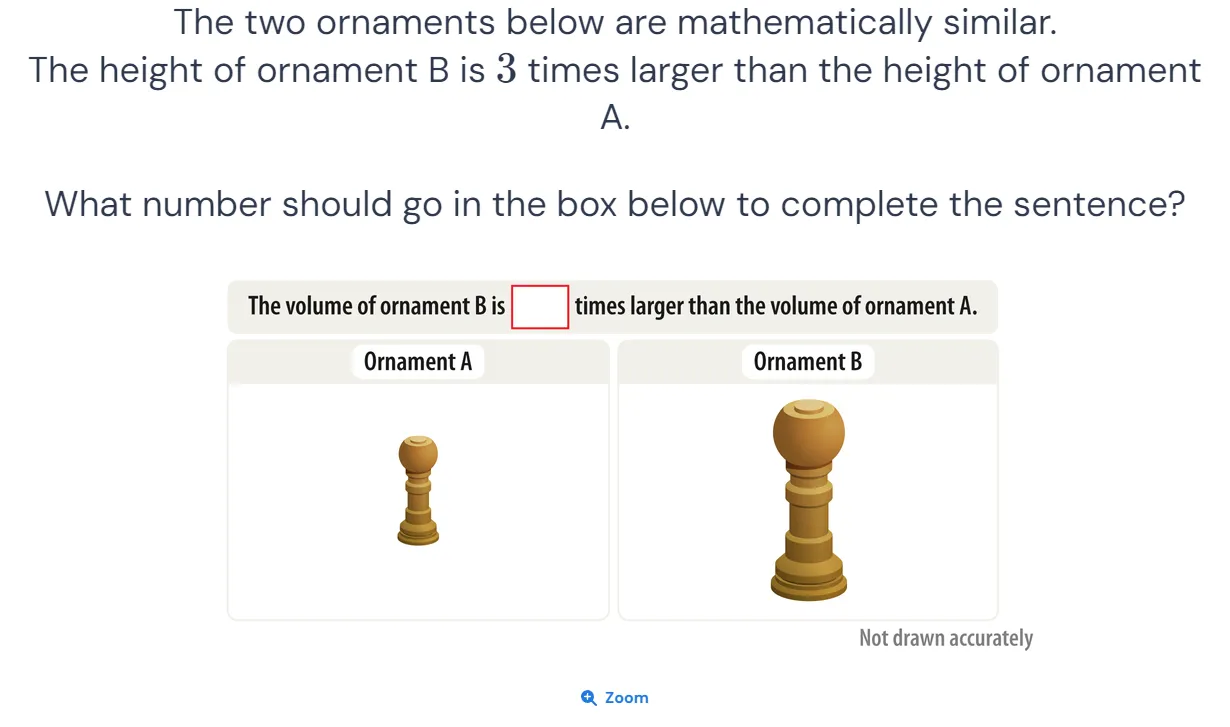 The two ornaments below are mathematically similar.
The height of ornament B is 3 times larger than the height of ornament
A.
What number should go in the box below to complete the sentence?
The volume of ornament B is times larger than the volume of ornament A.
Ornament A
Ornament B
Not drawn accurately
Zoom